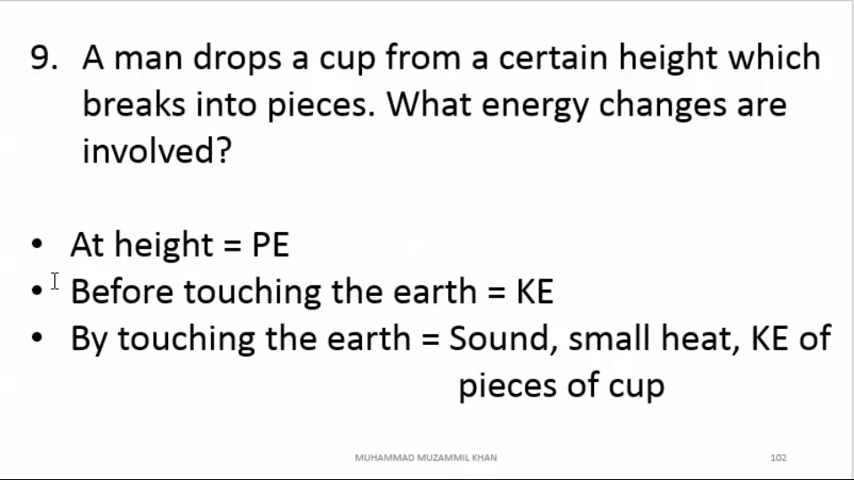 9. A man drops a cup from a certain height which
breaks into pieces. What energy changes are
involved?
• At height = PE
• Before touching the earth = KE
• By touching the earth = Sound, small heat, KE of
pieces of cup
MUHAMMAD MUZAMMIL KHAN 102